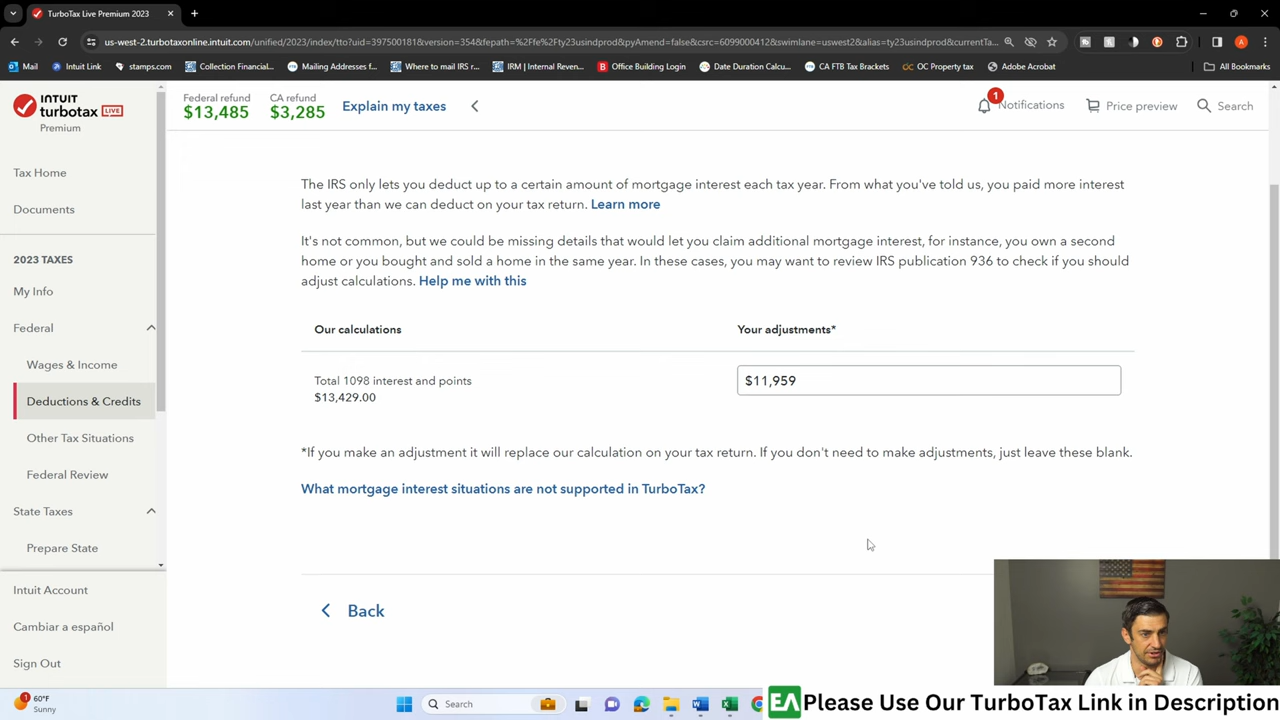 TurboTax Live Premium 2023
us-west-2.turbotaxonline.intuit.com/unified/2023/index/tto?uid=397500181&version=354&fepath=%2Ffe%2Fty23usindprod&pyAmend=false&csrc=6099000412&swimlane=uswest2&alias=ty23usindprod&currentTa...
Mail
Intuit Link
stamps.com
Collection Financial...
Mailing Addresses f...
Where to mail IRS r...
IRM | Internal Reven...
Office Building Login
Date Duration Calcu...
CA FTB Tax Brackets
OC Property tax
Adobe Acrobat
All Bookmarks
INTUIT
turbotax LIVE
Premium
Federal refund
$13,485
CA refund
$3,285
Explain my taxes
1
Notifications
Price preview
Search
Tax Home
Documents
2023 TAXES
My Info
Federal
Wages & Income
Deductions & Credits
Other Tax Situations
Federal Review
State Taxes
Prepare State
Intuit Account
Cambiar a español
Sign Out
The IRS only lets you deduct up to a certain amount of mortgage interest each tax year. From what you've told us, you paid more interest
last year than we can deduct on your tax return. Learn more
It's not common, but we could be missing details that would let you claim additional mortgage interest, for instance, you own a second
home or you bought and sold a home in the same year. In these cases, you may want to review IRS publication 936 to check if you should
adjust calculations. Help me with this
Our calculations
Your adjustments*
Total 1098 interest and points
$13,429.00
$11,959
*If you make an adjustment it will replace our calculation on your tax return. If you don't need to make adjustments, just leave these blank.
What mortgage interest situations are not supported in TurboTax?
Back
1
60°F
Sunny
Search
EA Please Use Our TurboTax Link in Description